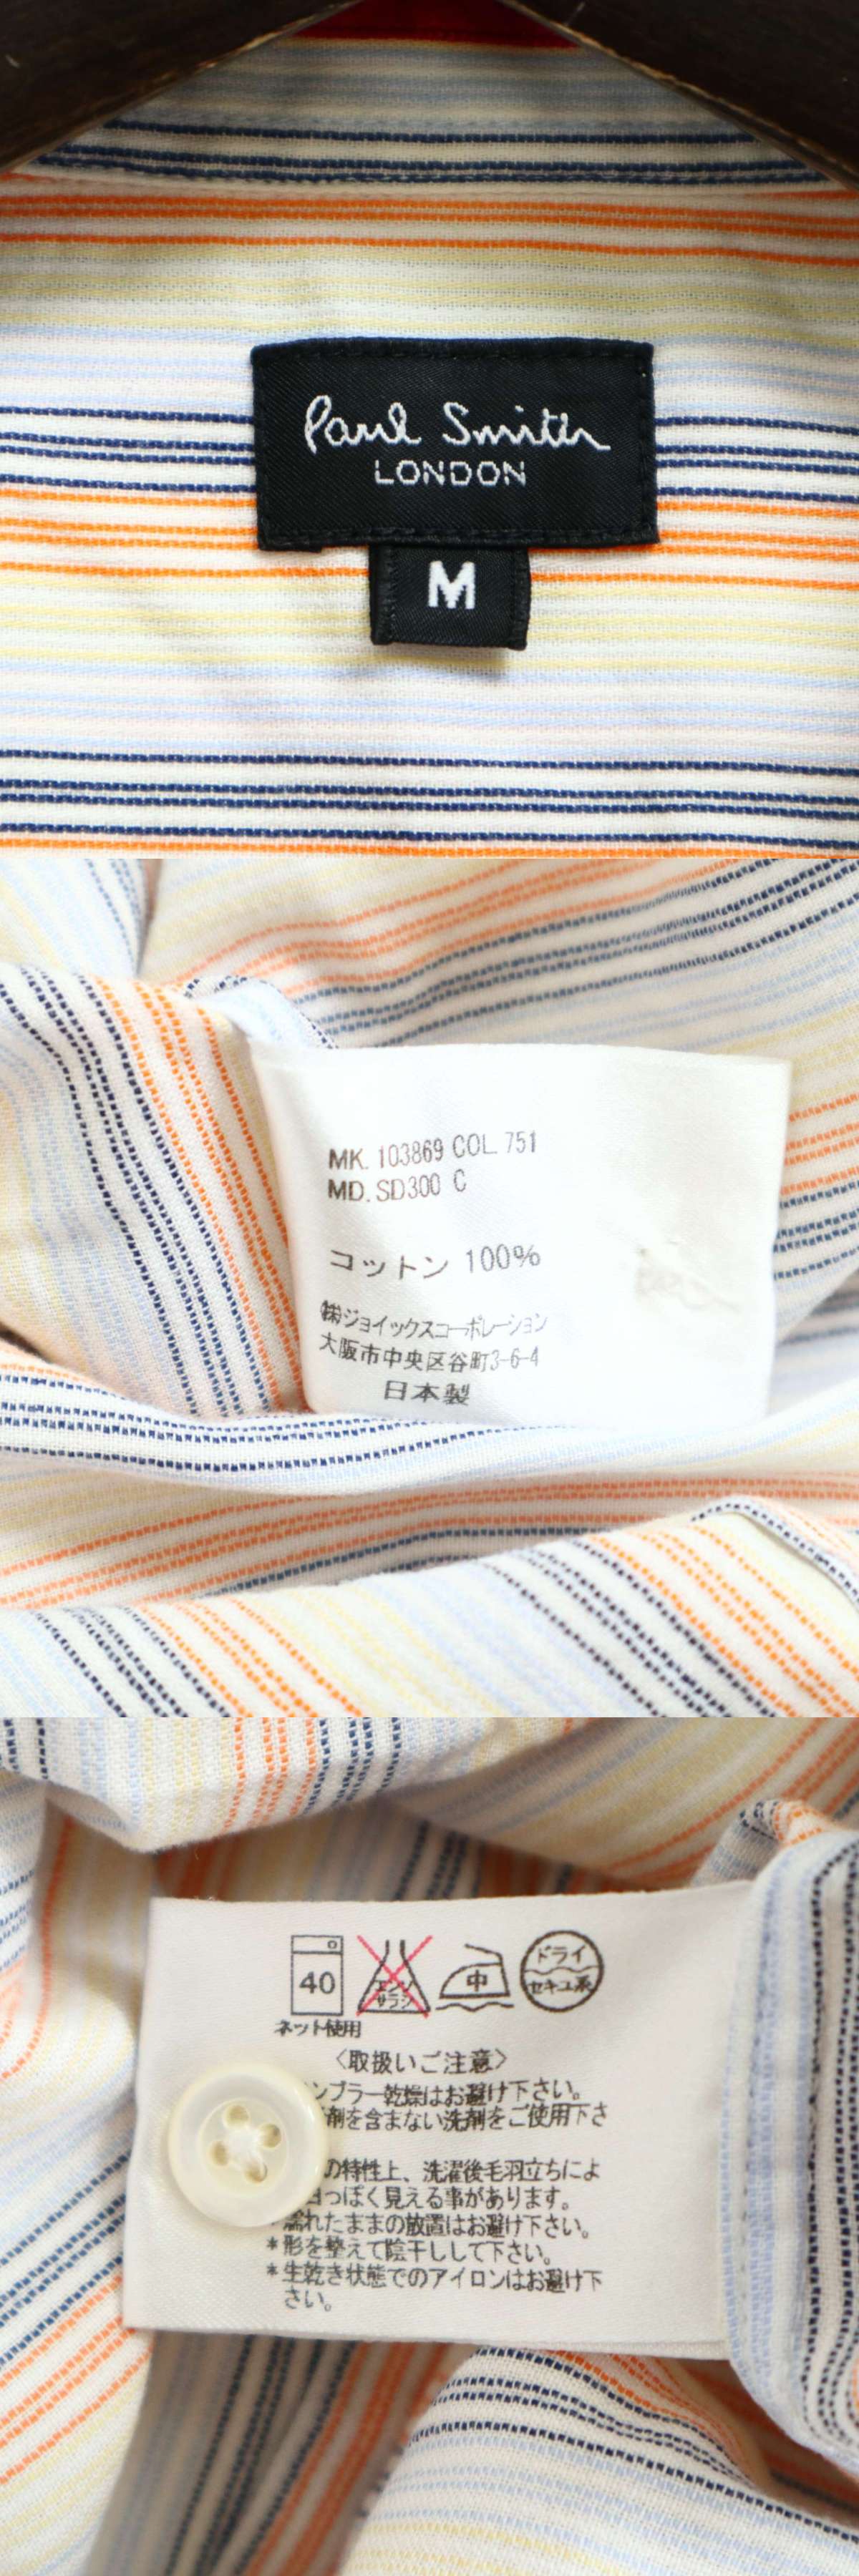 Paul Smith
LONDON
M
MK. 103869 COL. 751
MD. SD300 C
コットン 100%
㈱ジョイックスコーポレーション
大阪市中央区谷町3-6-4
日本製
40
エンソ
サラシ
中
ドライ
セキユ系
ネット使用
〈取扱いご注意〉
ンブラー乾燥はお避け下さい。
剤を含まない洗剤をご使用下さ
の特性上、洗濯後毛羽立ちによ
っぽく見える事があります。
濡れたままの放置はお避け下さい。
*形を整えて陰干しして下さい。
*生乾き状態でのアイロンはお避け下
さい。